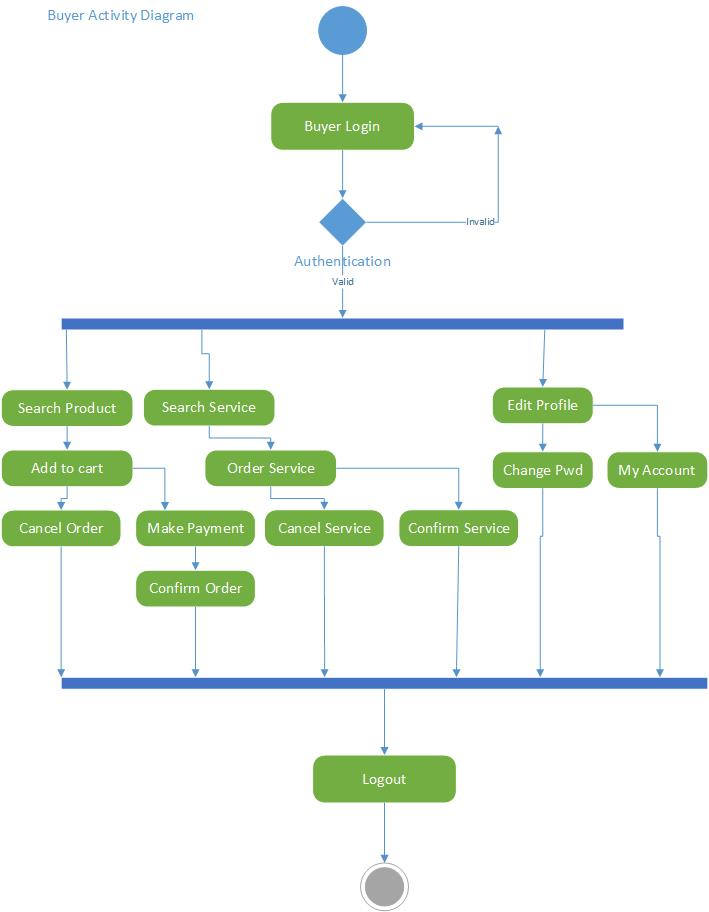 Buyer Activity Diagram
Buyer Login
Invalid
Authentication
Valid
Search Product
Search Service
Edit Profile
Add to cart
Order Service
Change Pwd
My Account
Cancel Order
Make Payment
Cancel Service
Confirm Service
Confirm Order
Logout